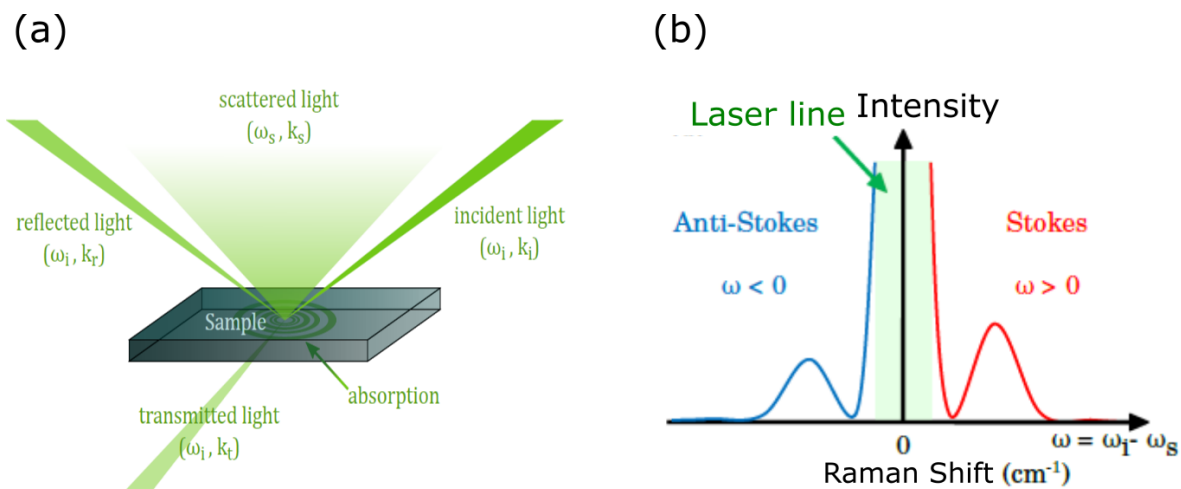 (a)
scattered light
(ωs , ks)
reflected light
(ωi , kr)
incident light
(ωi , ki)
Sample
absorption
transmitted light
(ωi , kt)
(b)
Laser line
Intensity
Anti-Stokes
Stokes
ω < 0
ω > 0
0
ω = ωi- ωs
Raman Shift (cm⁻¹)